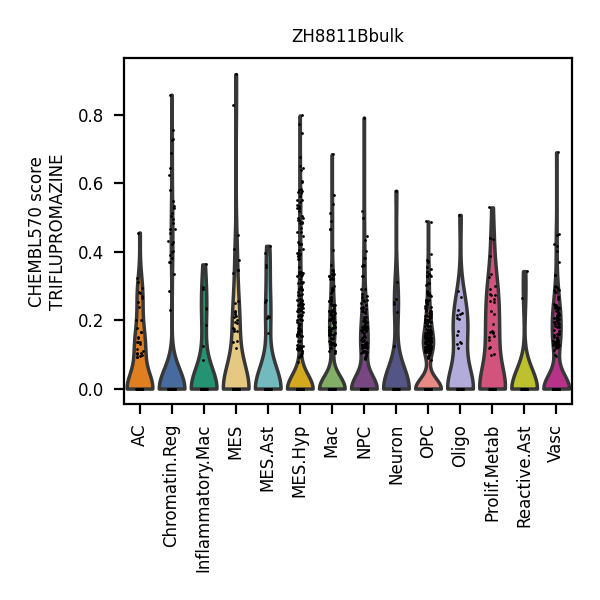 ZH8811Bbulk
CHEMBL570 score
TRIFLUPROMAZINE
0.8
0.6
0.4
0.2
0.0
AC
Chromatin.Reg
Inflammatory.Mac
MES
MES.Ast
MES.Hyp
Mac
NPC
Neuron
OPC
Oligo
Prolif.Metab
Reactive.Ast
Vasc